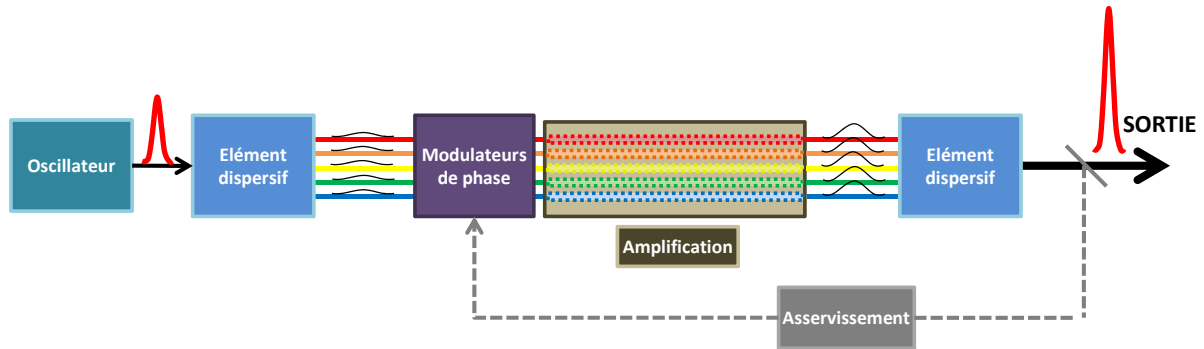 Oscillateur
Elément
dispersif
Modulateurs
de phase
Amplification
Elément
dispersif
SORTIE
Asservissement